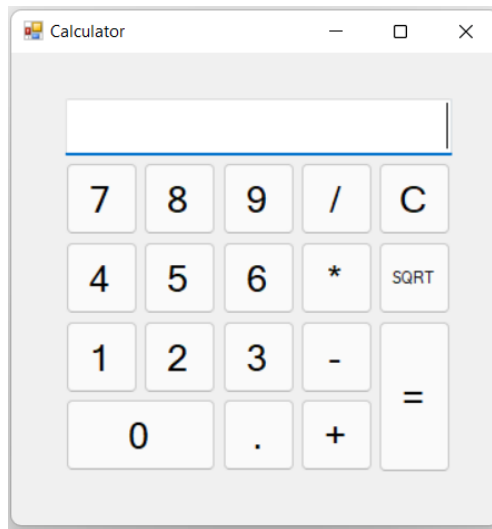 Calculator
7 8 9 / C
4 5 6 * SQRT
1 2 3 - =
0 . +